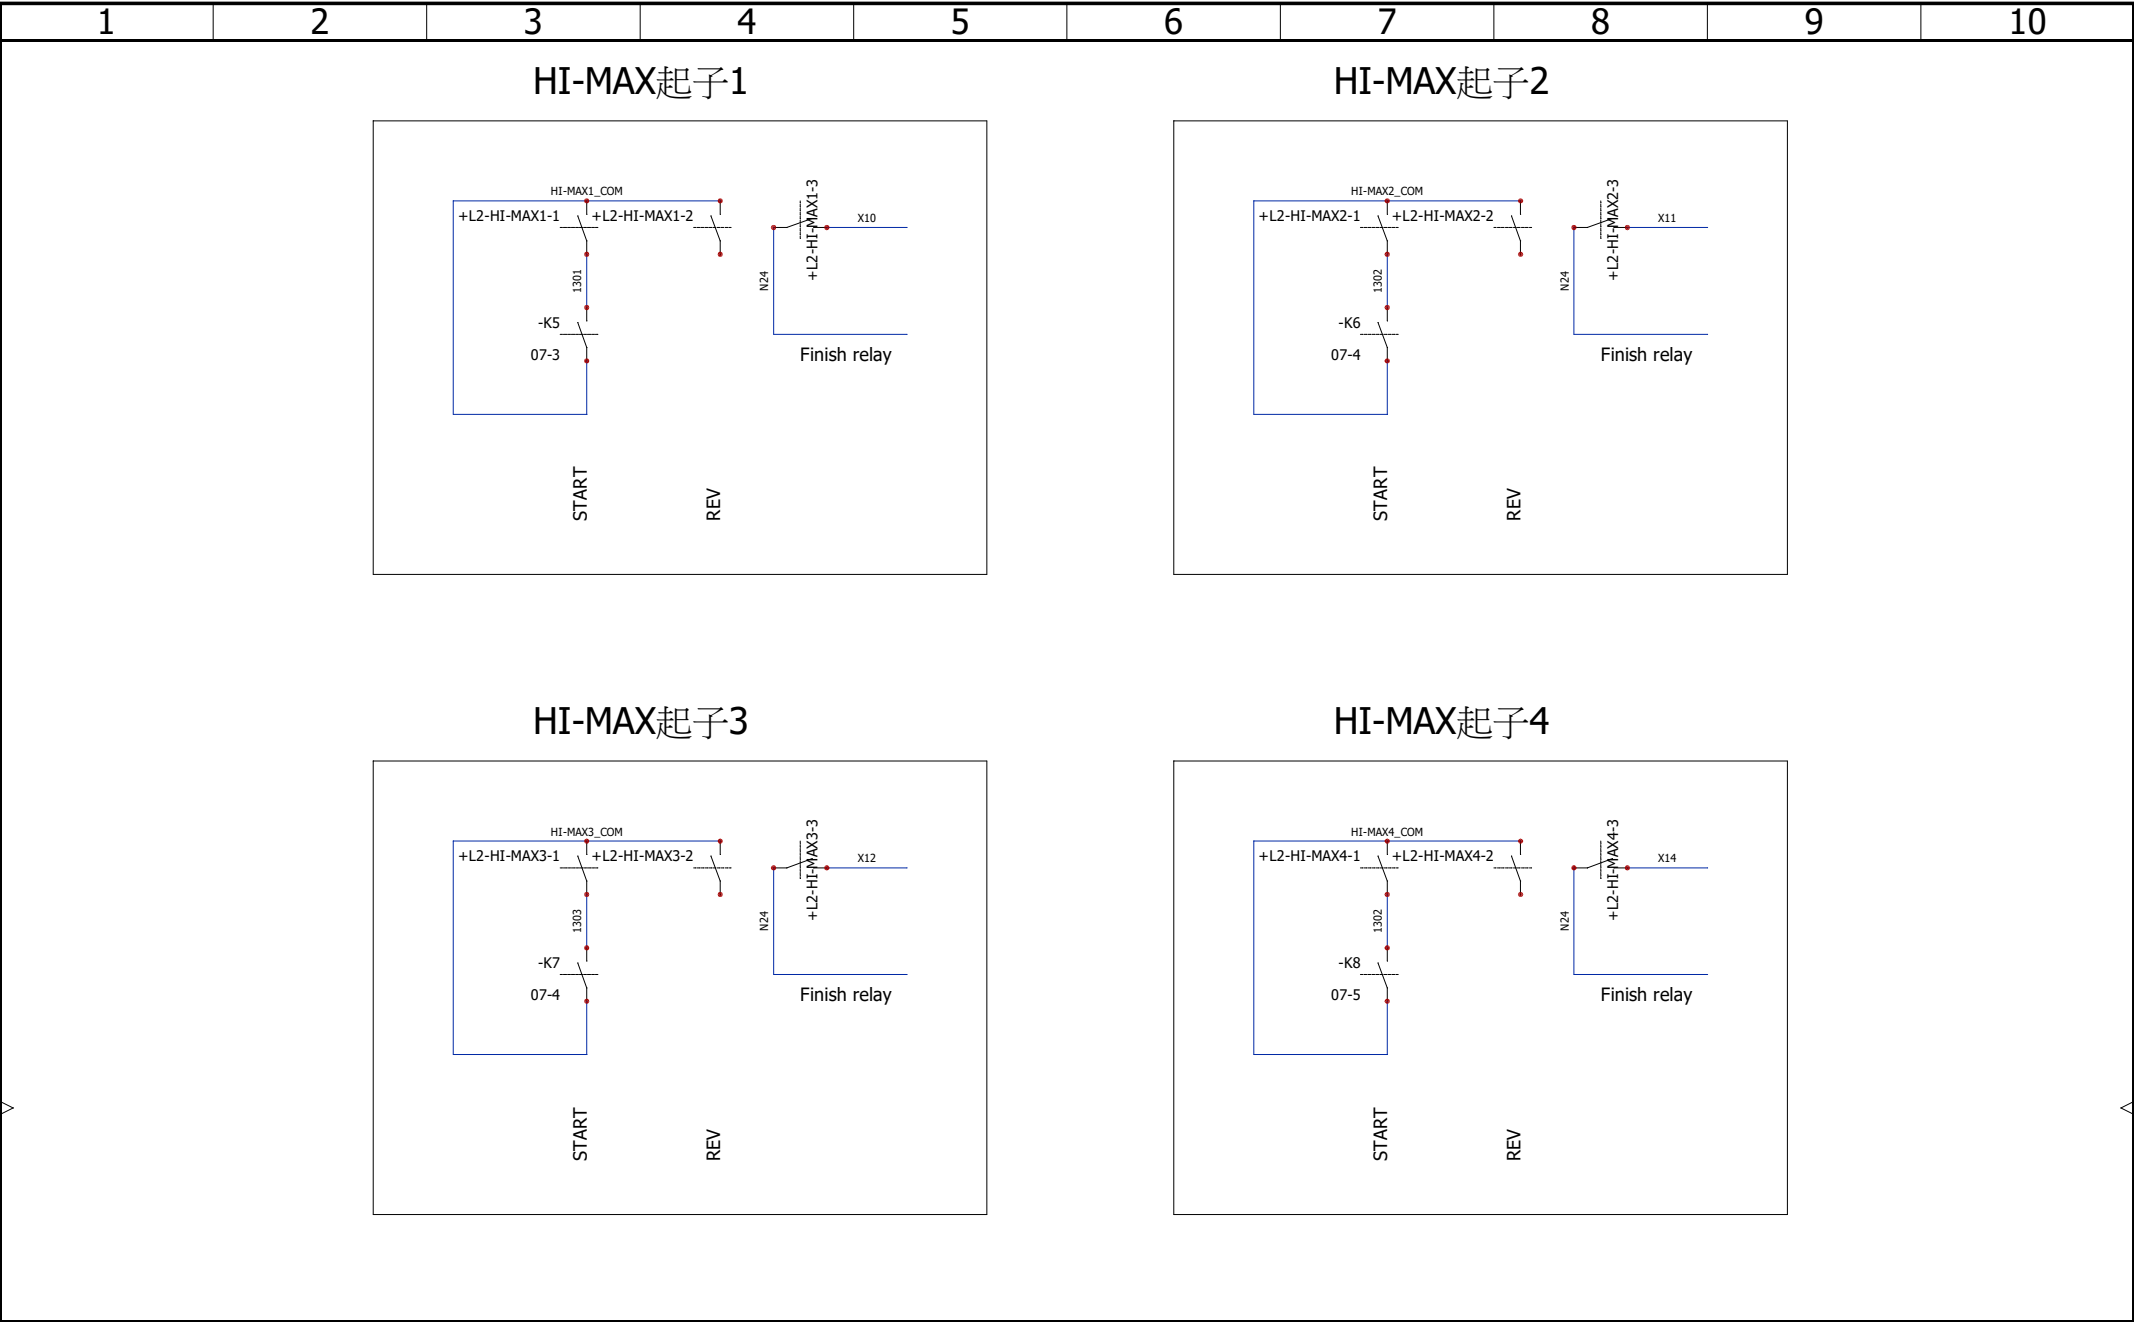 1 2 3 4 5 6 7 8 9 10
HI-MAX起子1
HI-MAX1_COM
+L2-HI-MAX1-1
+L2-HI-MAX1-2
+L2-HI-MAX1-3
X10
1301
N24
-K5
07-3
Finish relay
START
REV
HI-MAX起子2
HI-MAX2_COM
+L2-HI-MAX2-1
+L2-HI-MAX2-2
+L2-HI-MAX2-3
X11
1302
N24
-K6
07-4
Finish relay
START
REV
HI-MAX起子3
HI-MAX3_COM
+L2-HI-MAX3-1
+L2-HI-MAX3-2
+L2-HI-MAX3-3
X12
1303
N24
-K7
07-4
Finish relay
START
REV
HI-MAX起子4
HI-MAX4_COM
+L2-HI-MAX4-1
+L2-HI-MAX4-2
+L2-HI-MAX4-3
X14
1302
N24
-K8
07-5
Finish relay
START
REV